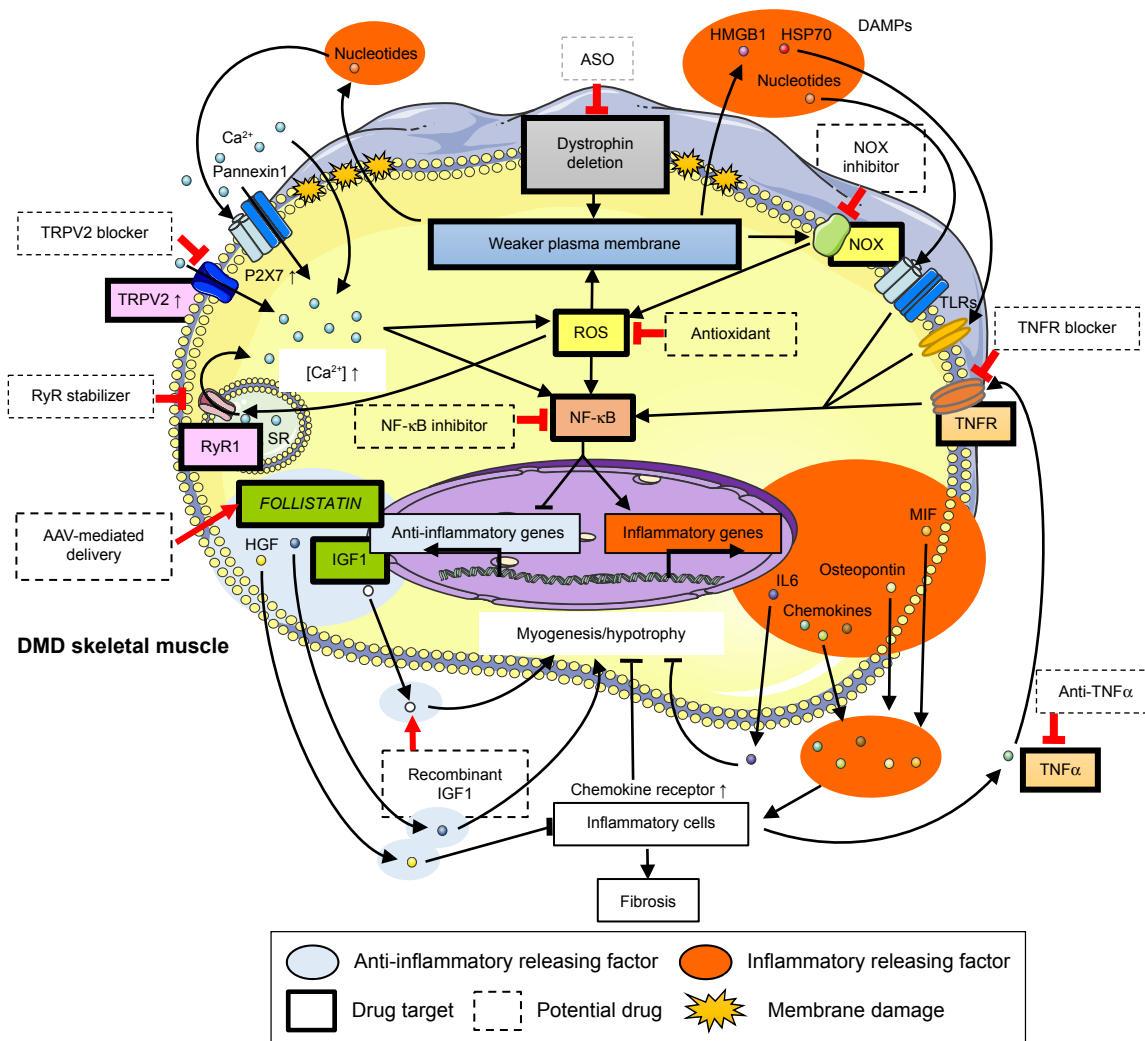 Nucleotides
ASO
HMGB1
HSP70
DAMPs
Nucleotides
Ca²⁺
Pannexin1
Dystrophin
deletion
NOX
inhibitor
TRPV2 blocker
P2X7 ↑
TRPV2 ↑
Weaker plasma membrane
NOX
TLRs
ROS
Antioxidant
TNFR blocker
[Ca²⁺] ↑
RyR stabilizer
SR
RyR1
NF-κB inhibitor
NF-κB
TNFR
FOLLISTATIN
AAV-mediated
delivery
HGF
IGF1
Anti-inflammatory genes
Inflammatory genes
MIF
IL6
Osteopontin
Chemokines
DMD skeletal muscle
Myogenesis/hypotrophy
Anti-TNFα
TNFα
Recombinant
IGF1
Chemokine receptor ↑
Inflammatory cells
Fibrosis
Anti-inflammatory releasing factor
Inflammatory releasing factor
Drug target
Potential drug
Membrane damage